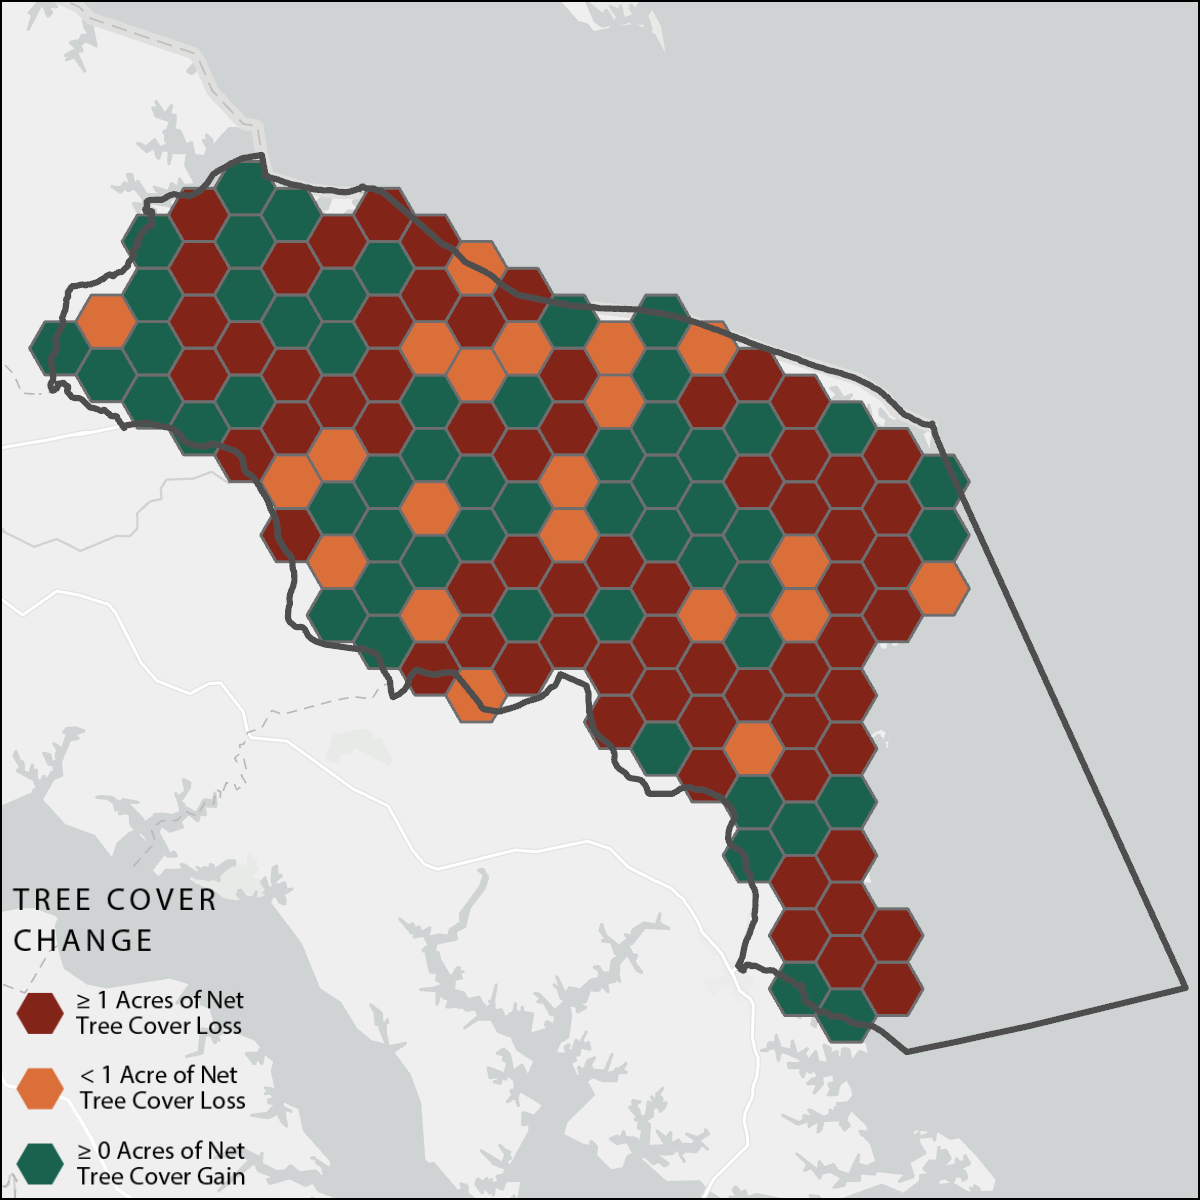 TREE COVER
CHANGE
≥ 1 Acres of Net
Tree Cover Loss
< 1 Acre of Net
Tree Cover Loss
≥ 0 Acres of Net
Tree Cover Gain